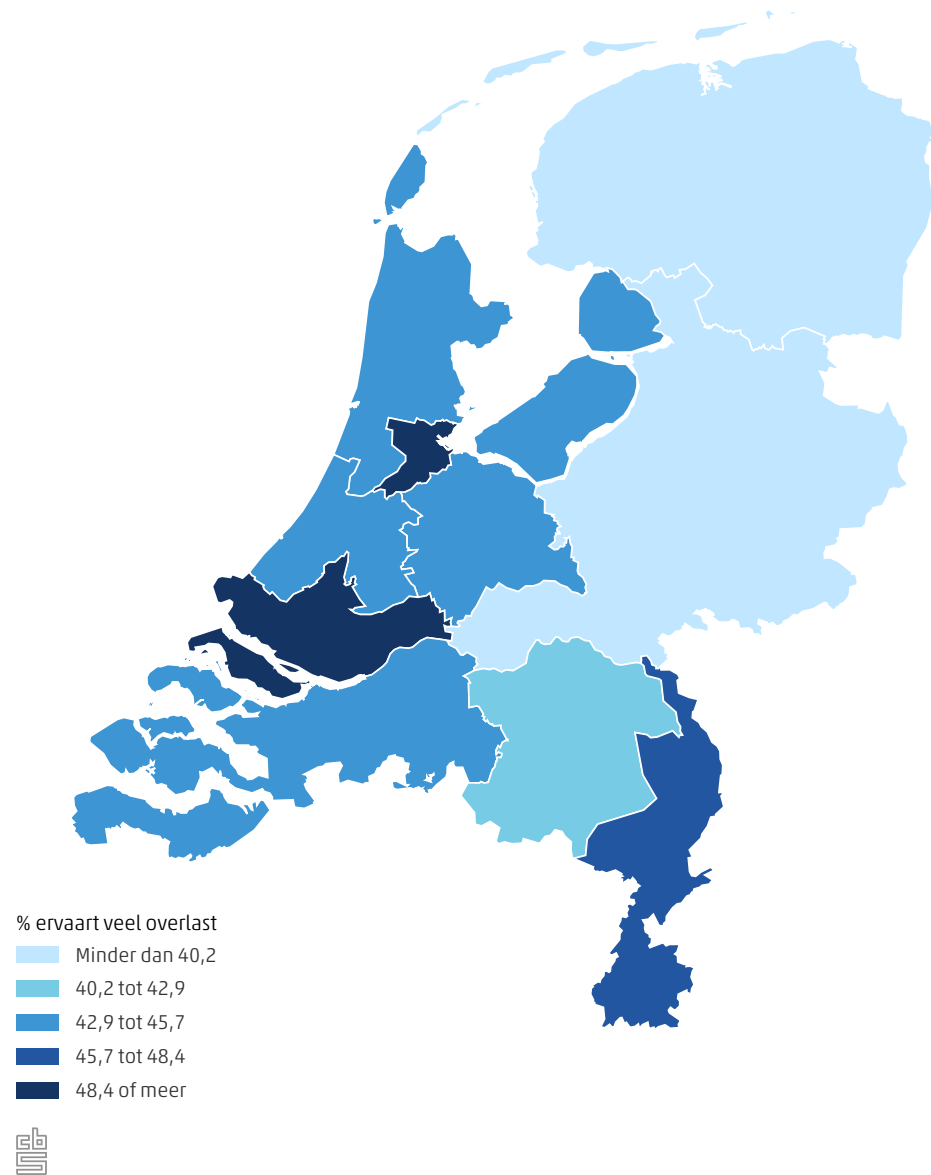 % ervaart veel overlast
Minder dan 40,2
40,2 tot 42,9
42,9 tot 45,7
45,7 tot 48,4
48,4 of meer
cbs